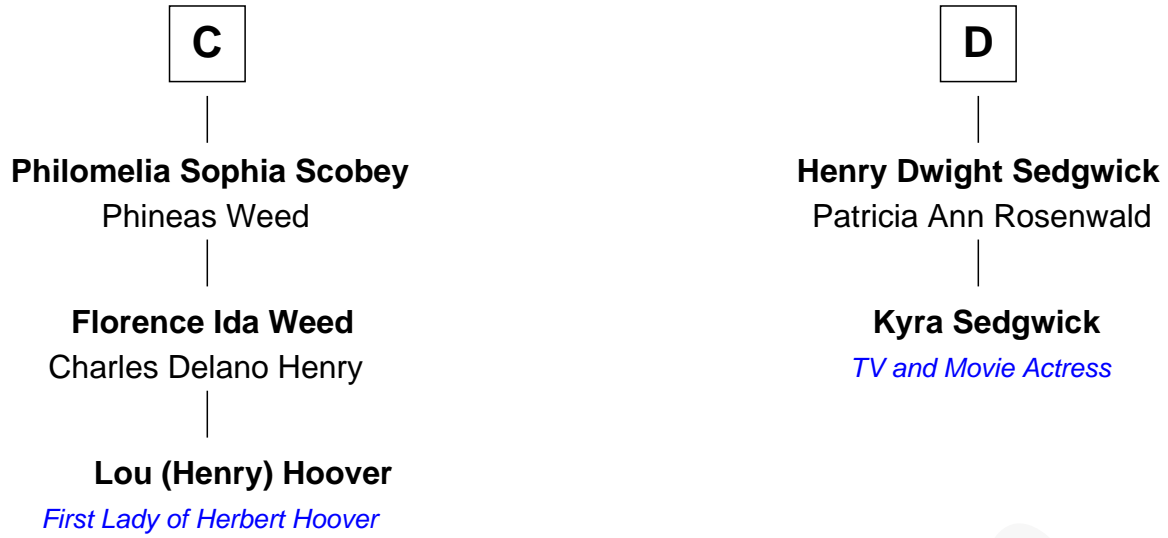 C
D
Philomelia Sophia Scobey
Phineas Weed
Henry Dwight Sedgwick
Patricia Ann Rosenwald
Florence Ida Weed
Charles Delano Henry
Kyra Sedgwick
TV and Movie Actress
Lou (Henry) Hoover
First Lady of Herbert Hoover